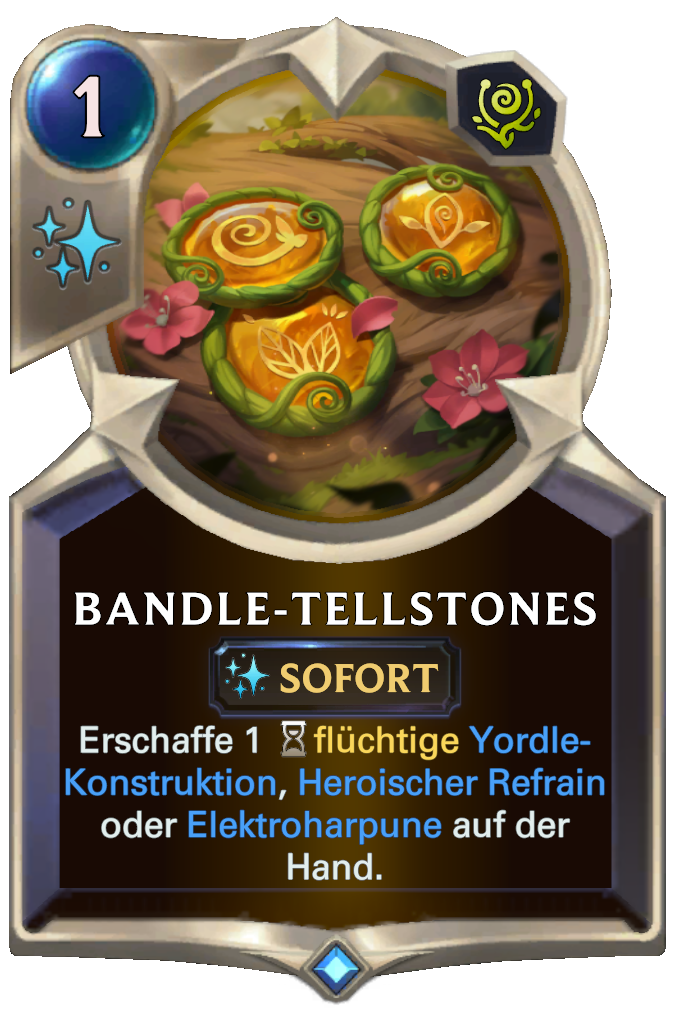 1
BANDLE-TELLSTONES
SOFORT
Erschaffe 1 flüchtige Yordle-
Konstruktion, Heroischer Refrain
oder Elektroharpune auf der
Hand.